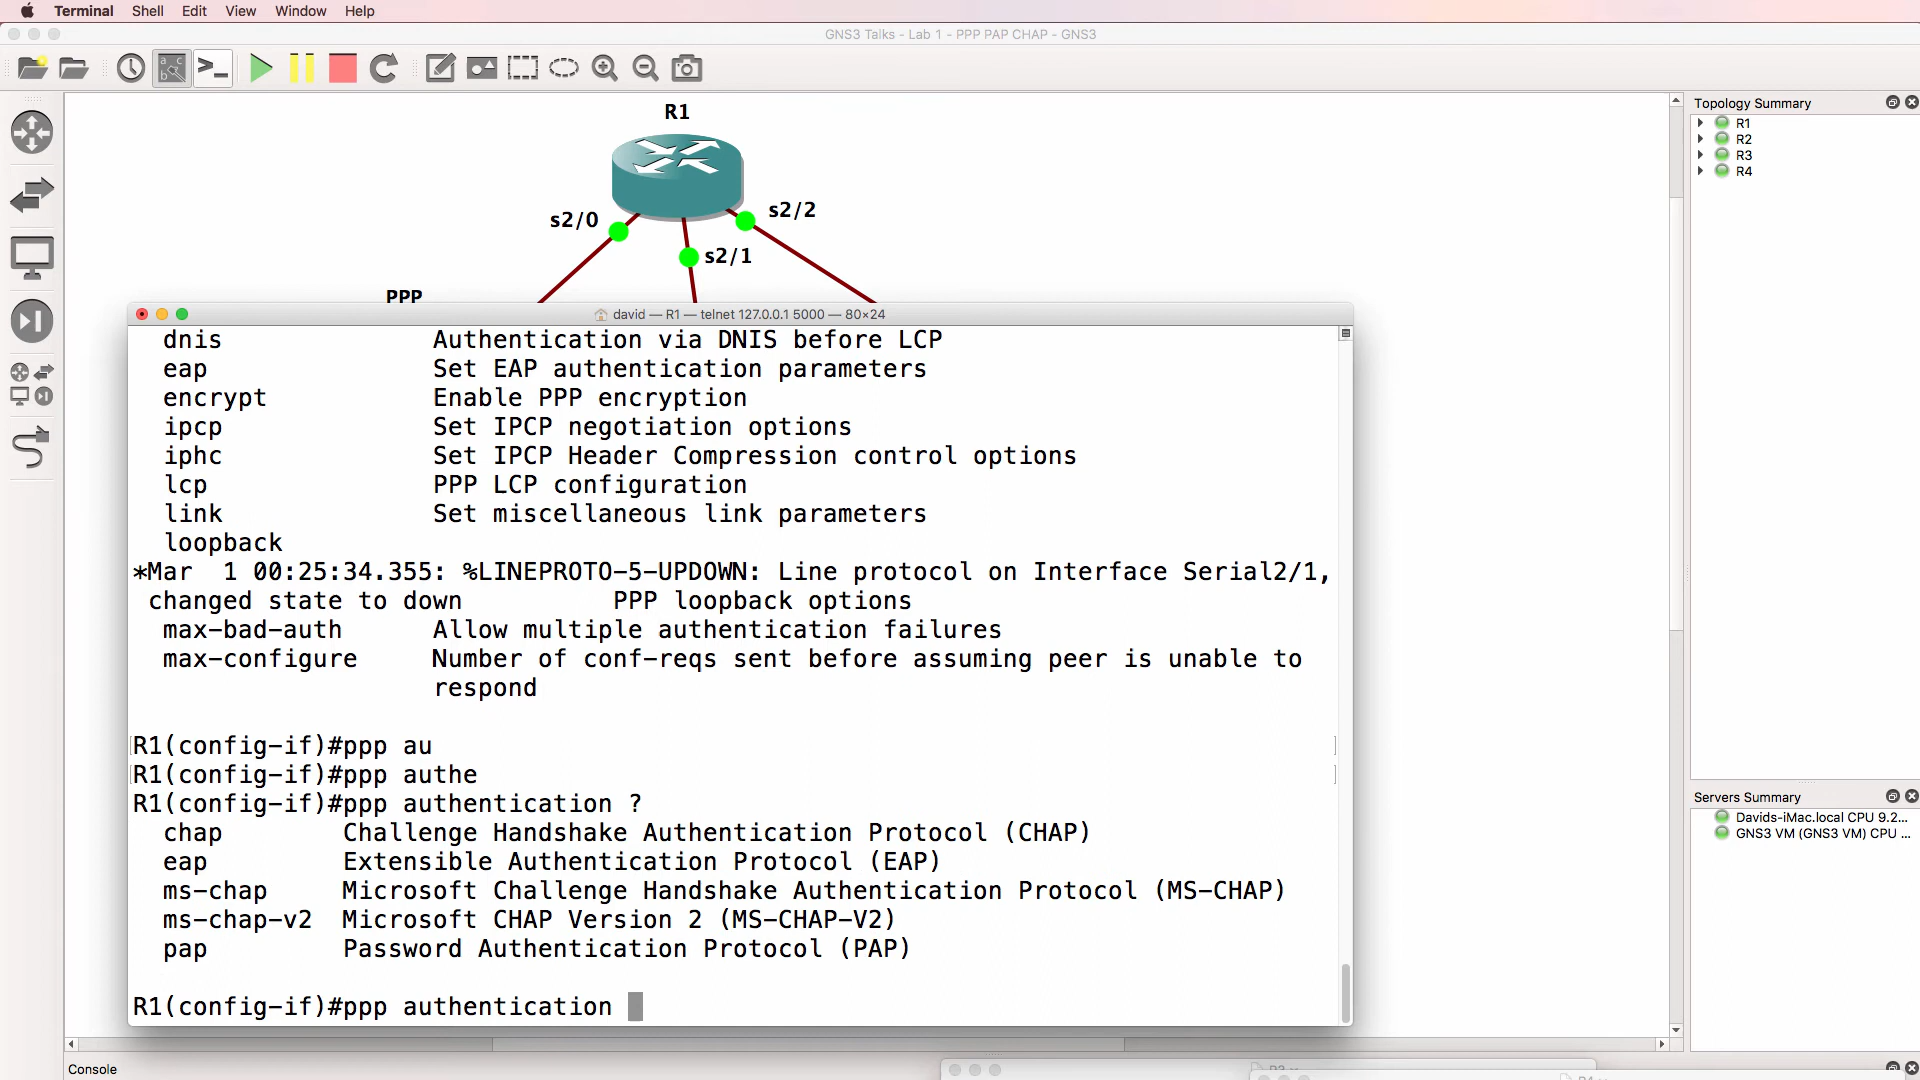 Terminal Shell Edit View Window Help
GNS3 Talks - Lab 1 - PPP PAP CHAP - GNS3
R1
s2/0
s2/2
s2/1
PPP
Topology Summary
R1
R2
R3
R4
david — R1 — telnet 127.0.0.1 5000 — 80×24
dnis Authentication via DNIS before LCP
eap Set EAP authentication parameters
encrypt Enable PPP encryption
ipcp Set IPCP negotiation options
iphc Set IPCP Header Compression control options
lcp PPP LCP configuration
link Set miscellaneous link parameters
loopback
*Mar 1 00:25:34.355: %LINEPROTO-5-UPDOWN: Line protocol on Interface Serial2/1,
changed state to down PPP loopback options
max-bad-auth Allow multiple authentication failures
max-configure Number of conf-reqs sent before assuming peer is unable to
respond
R1(config-if)#ppp au
R1(config-if)#ppp authe
R1(config-if)#ppp authentication ?
chap Challenge Handshake Authentication Protocol (CHAP)
eap Extensible Authentication Protocol (EAP)
ms-chap Microsoft Challenge Handshake Authentication Protocol (MS-CHAP)
ms-chap-v2 Microsoft CHAP Version 2 (MS-CHAP-V2)
pap Password Authentication Protocol (PAP)
R1(config-if)#ppp authentication
Servers Summary
Davids-iMac.local CPU 9.2...
GNS3 VM (GNS3 VM) CPU ...
Console